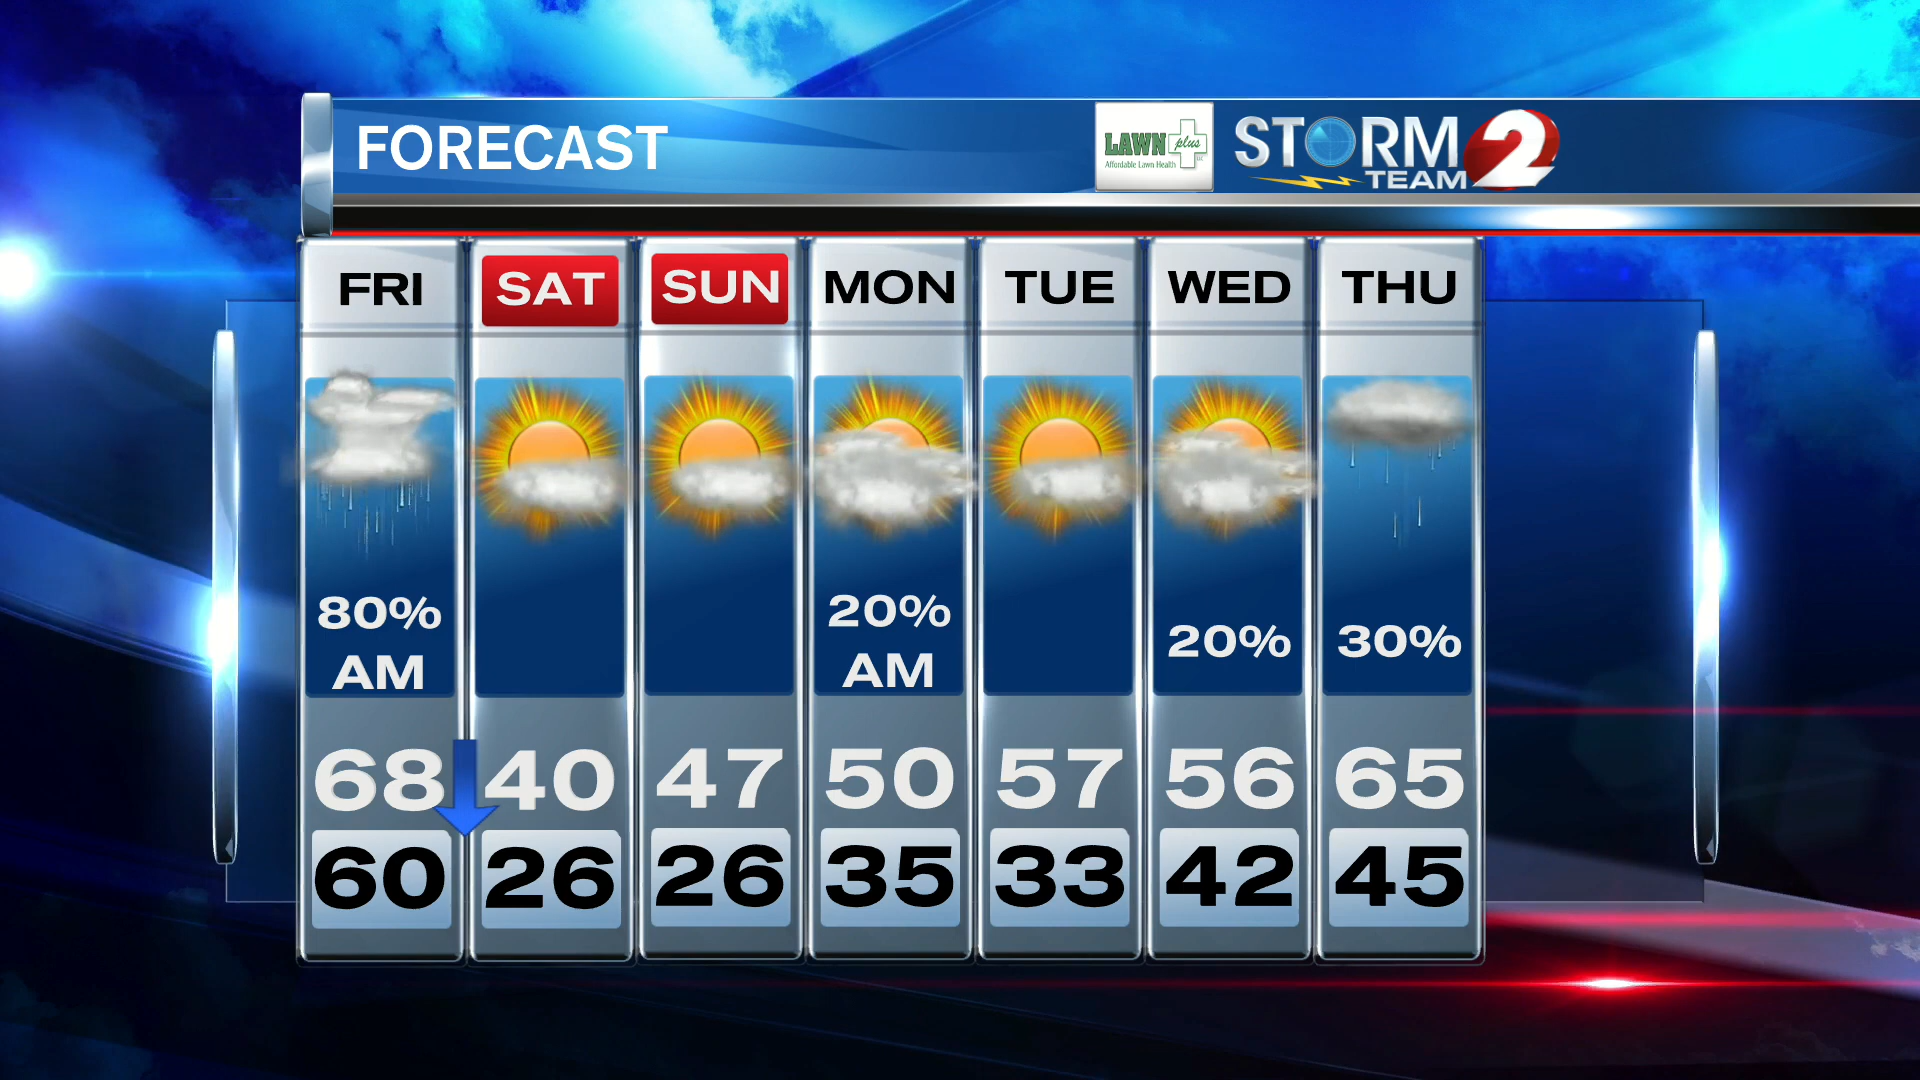 FORECAST
LAWN plus
Affordable Lawn Health
STORM
TEAM 2
FRI SAT SUN MON TUE WED THU
80% 20% 20% 30%
AM AM
68 40 47 50 57 56 65
60 26 26 35 33 42 45